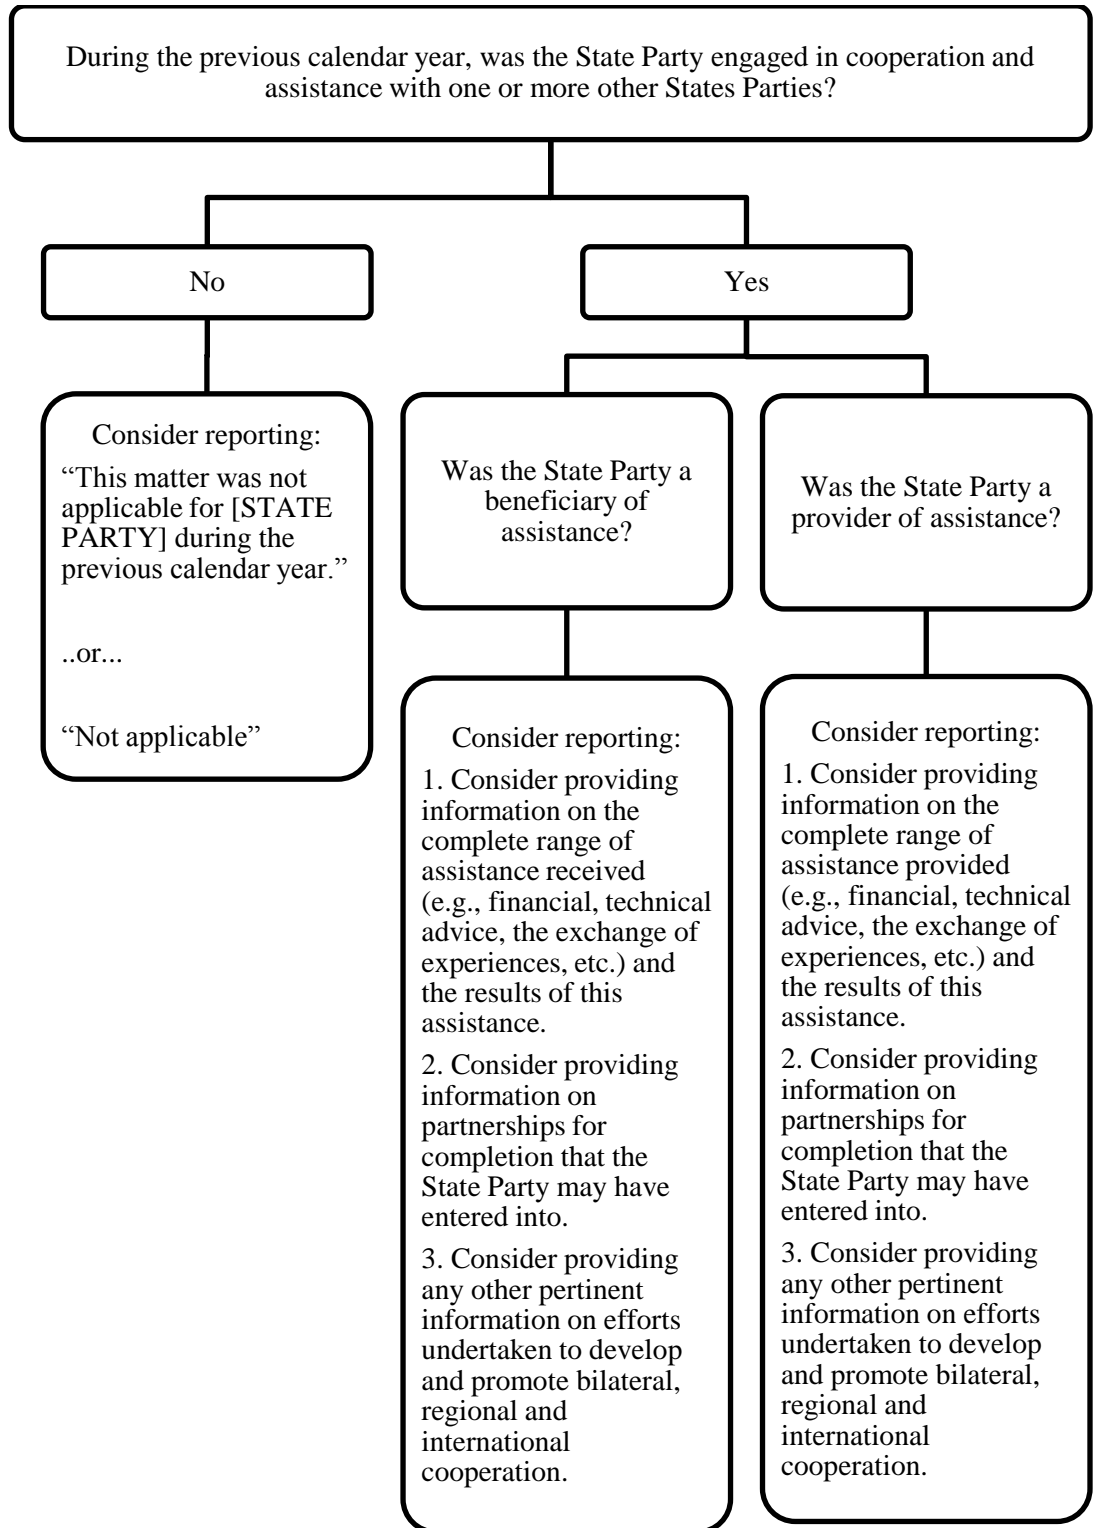 During the previous calendar year, was the State Party engaged in cooperation and
assistance with one or more other States Parties?
No
Yes
Consider reporting:
“This matter was not
applicable for [STATE
PARTY] during the
previous calendar year.”
..or...
“Not applicable”
Was the State Party a
beneficiary of
assistance?
Was the State Party a
provider of assistance?
Consider reporting:
1. Consider providing
information on the
complete range of
assistance received
(e.g., financial, technical
advice, the exchange of
experiences, etc.) and
the results of this
assistance.
2. Consider providing
information on
partnerships for
completion that the
State Party may have
entered into.
3. Consider providing
any other pertinent
information on efforts
undertaken to develop
and promote bilateral,
regional and
international
cooperation.
Consider reporting:
1. Consider providing
information on the
complete range of
assistance provided
(e.g., financial, technical
advice, the exchange of
experiences, etc.) and
the results of this
assistance.
2. Consider providing
information on
partnerships for
completion that the
State Party may have
entered into.
3. Consider providing
any other pertinent
information on efforts
undertaken to develop
and promote bilateral,
regional and
international
cooperation.